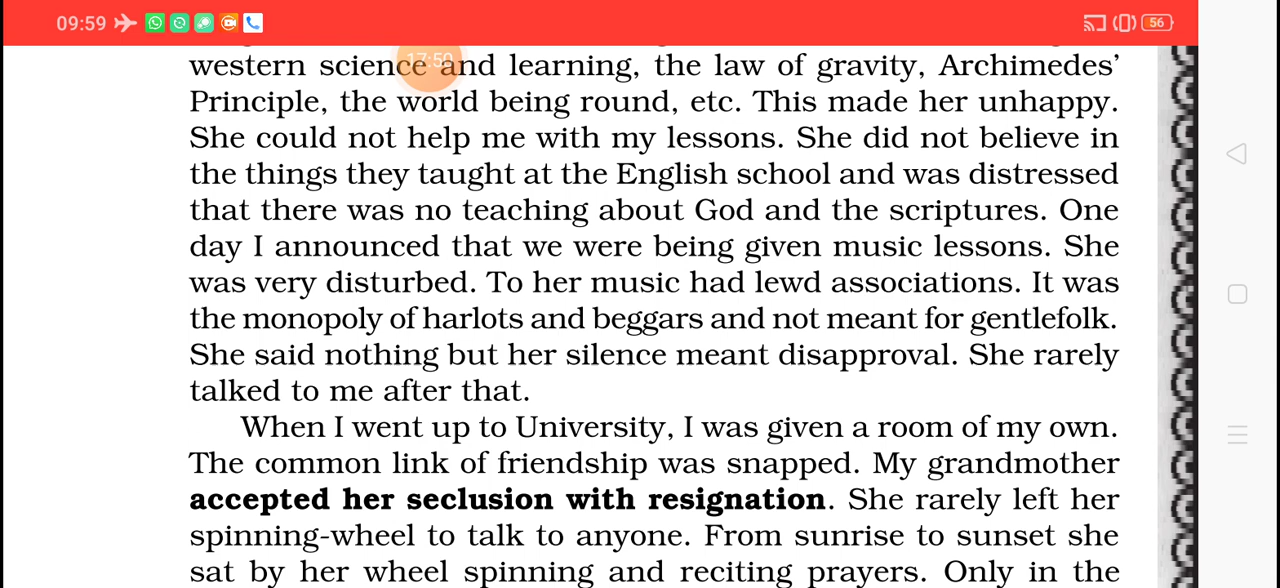 09:59
56
17:50
western science and learning, the law of gravity, Archimedes’
Principle, the world being round, etc. This made her unhappy.
She could not help me with my lessons. She did not believe in
the things they taught at the English school and was distressed
that there was no teaching about God and the scriptures. One
day I announced that we were being given music lessons. She
was very disturbed. To her music had lewd associations. It was
the monopoly of harlots and beggars and not meant for gentlefolk.
She said nothing but her silence meant disapproval. She rarely
talked to me after that.
When I went up to University, I was given a room of my own.
The common link of friendship was snapped. My grandmother
accepted her seclusion with resignation. She rarely left her
spinning-wheel to talk to anyone. From sunrise to sunset she
sat by her wheel spinning and reciting prayers. Only in the